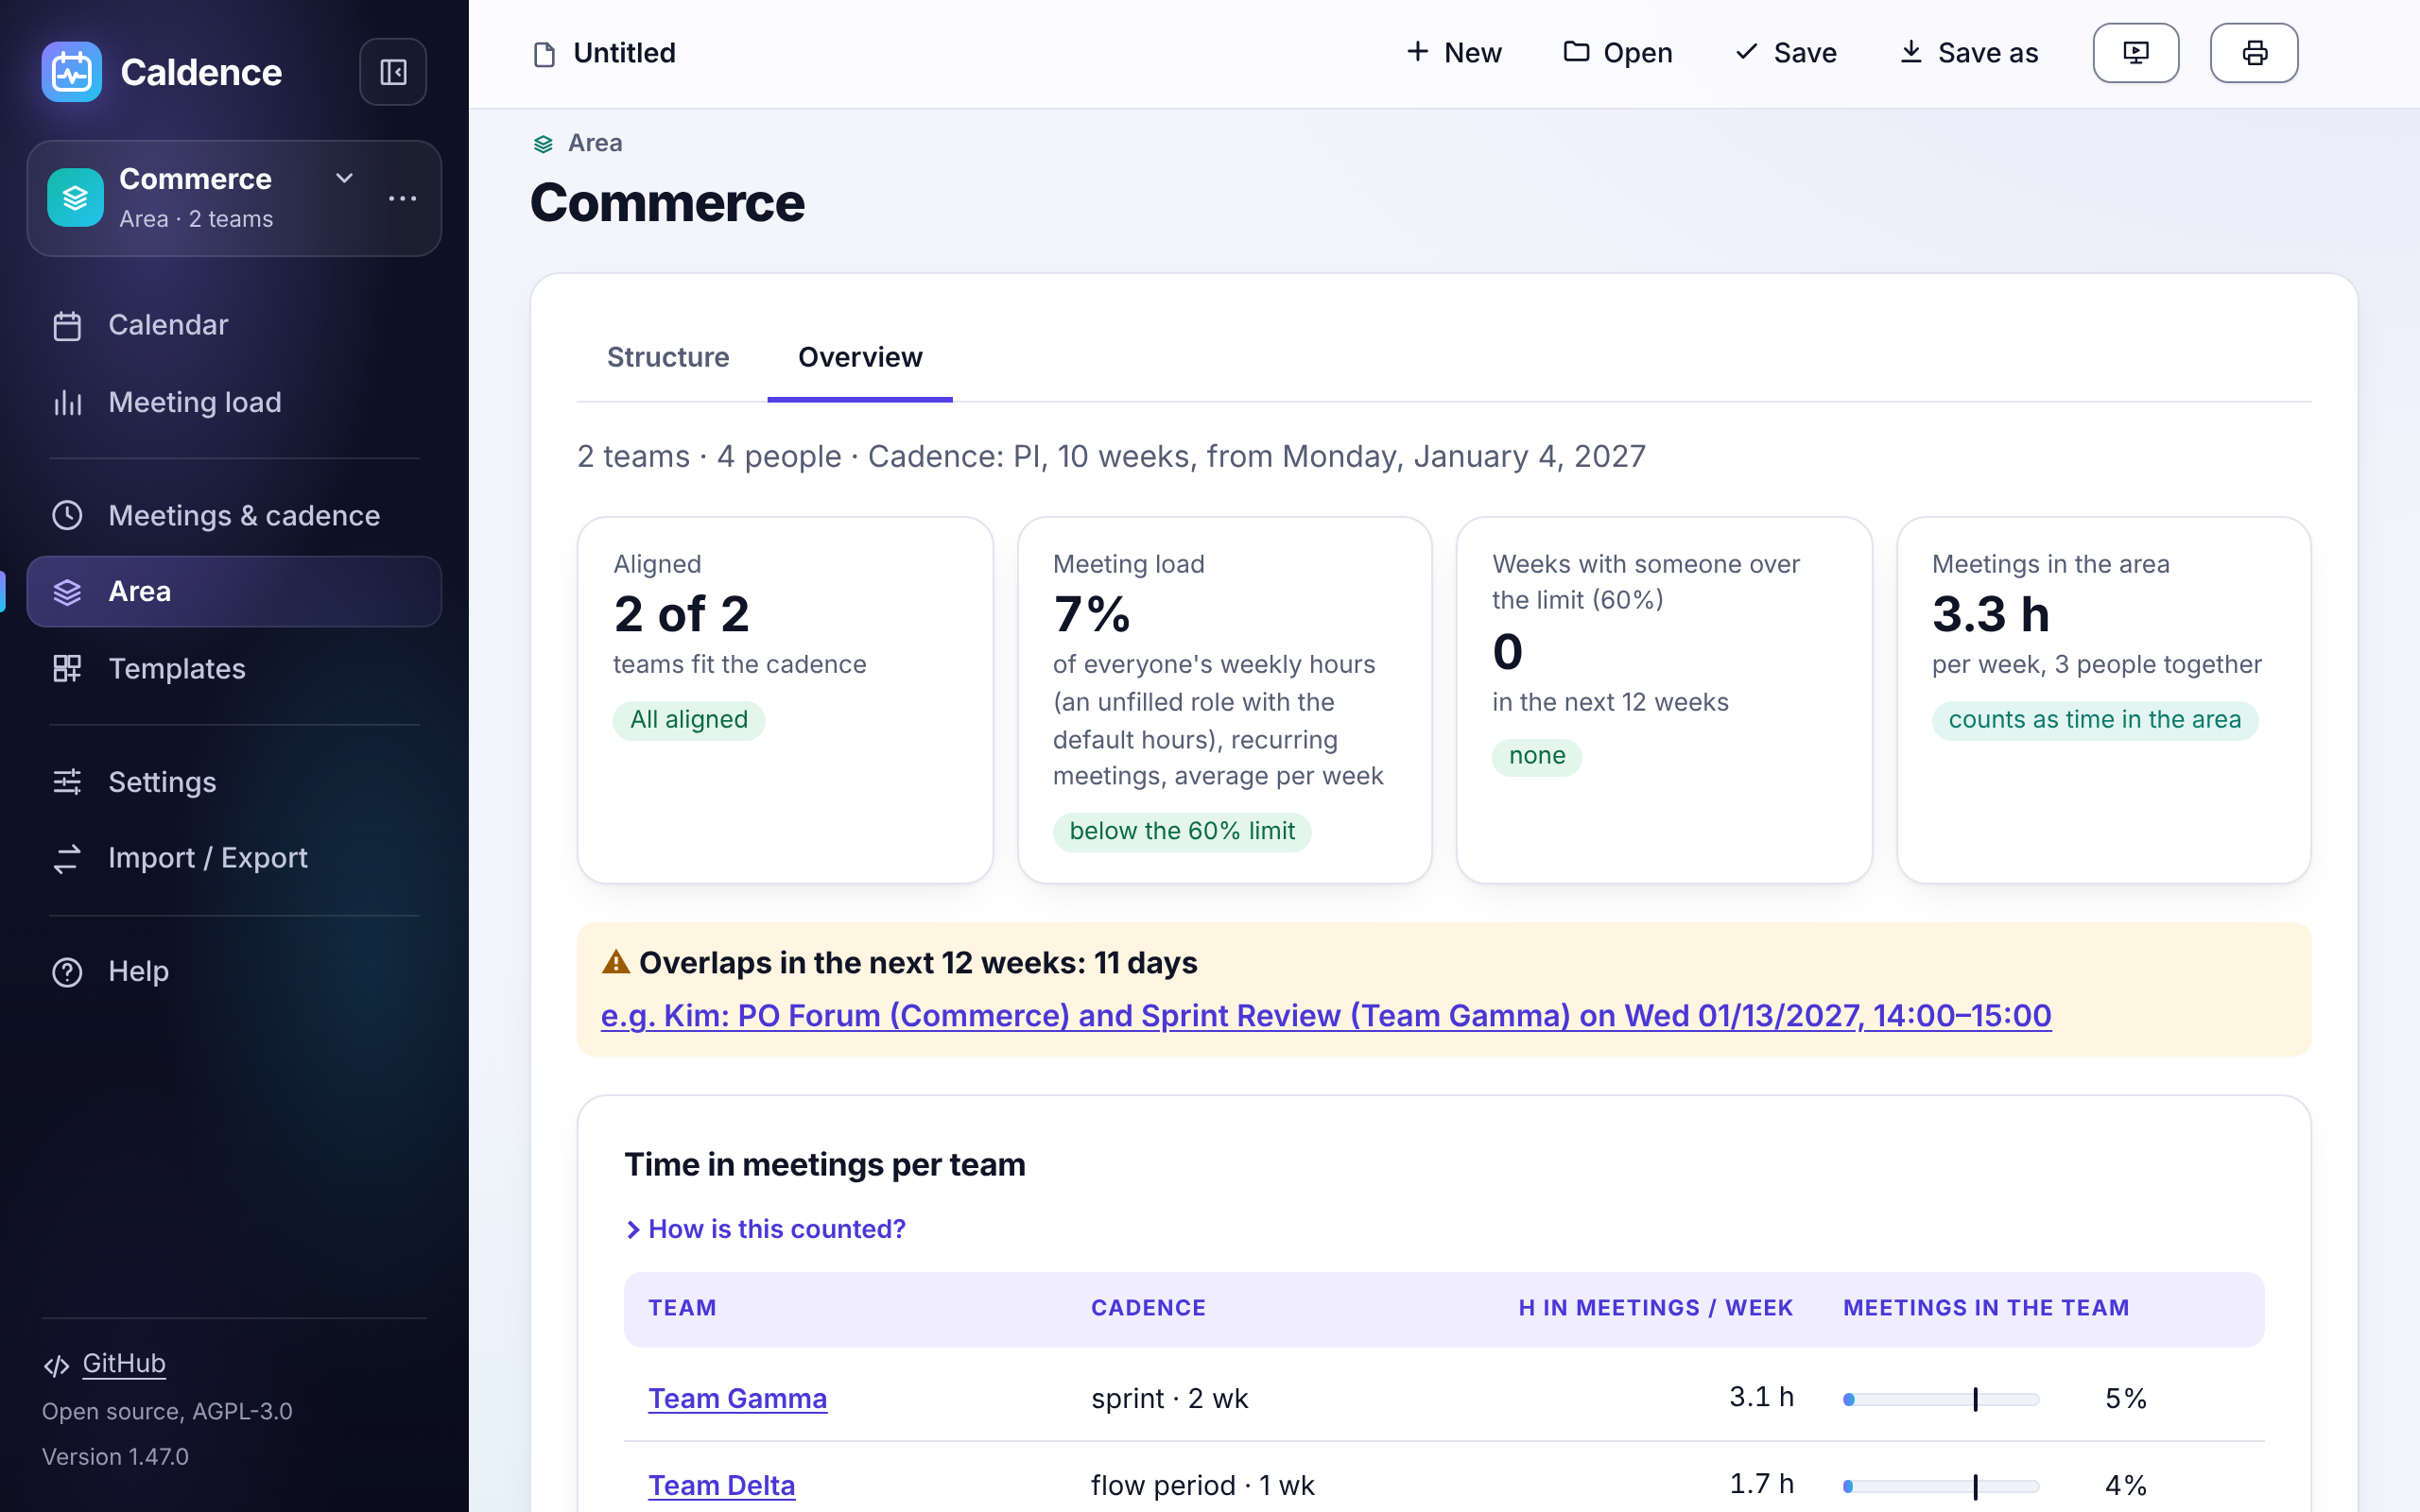 Caldence
Commerce
Area · 2 teams
Calendar
Meeting load
Meetings & cadence
Area
Templates
Settings
Import / Export
Help
GitHub
Open source, AGPL-3.0
Version 1.47.0
Untitled
New
Open
Save
Save as
Area
Commerce
Structure
Overview
2 teams · 4 people · Cadence: PI, 10 weeks, from Monday, January 4, 2027
Aligned
2 of 2
teams fit the cadence
All aligned
Meeting load
7%
of everyone's weekly hours
(an unfilled role with the
default hours), recurring
meetings, average per week
below the 60% limit
Weeks with someone over
the limit (60%)
0
in the next 12 weeks
none
Meetings in the area
3.3 h
per week, 3 people together
counts as time in the area
Overlaps in the next 12 weeks: 11 days
e.g. Kim: PO Forum (Commerce) and Sprint Review (Team Gamma) on Wed 01/13/2027, 14:00–15:00
Time in meetings per team
How is this counted?
TEAM CADENCE H IN MEETINGS / WEEK MEETINGS IN THE TEAM
Team Gamma sprint · 2 wk 3.1 h 5%
Team Delta flow period · 1 wk 1.7 h 4%